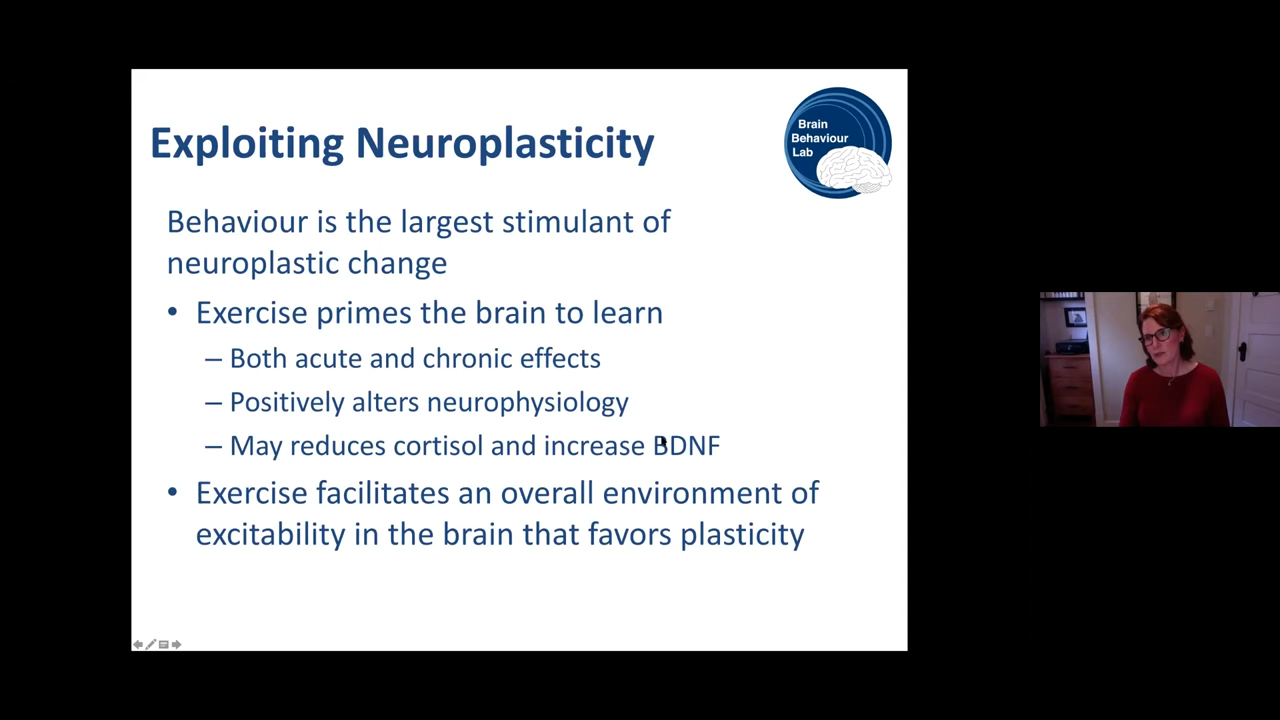 Exploiting Neuroplasticity
Brain
Behaviour
Lab
Behaviour is the largest stimulant of
neuroplastic change
• Exercise primes the brain to learn
– Both acute and chronic effects
– Positively alters neurophysiology
– May reduces cortisol and increase BDNF
• Exercise facilitates an overall environment of
excitability in the brain that favors plasticity